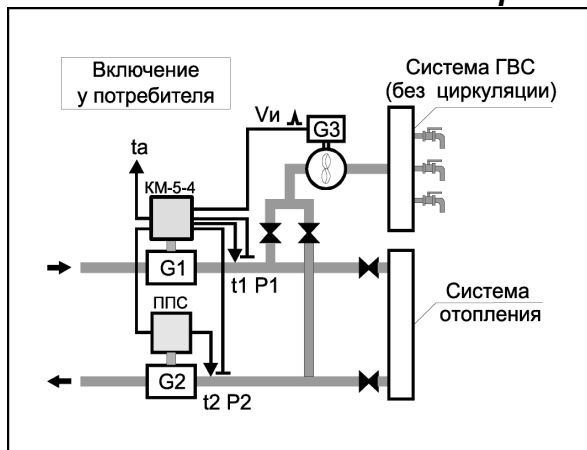 Включение
у потребителя
Система ГВС
(без циркуляции)
Vи
G3
ta
КМ-5-4
G1
t1 P1
ППС
G2
t2 P2
Система
отопления